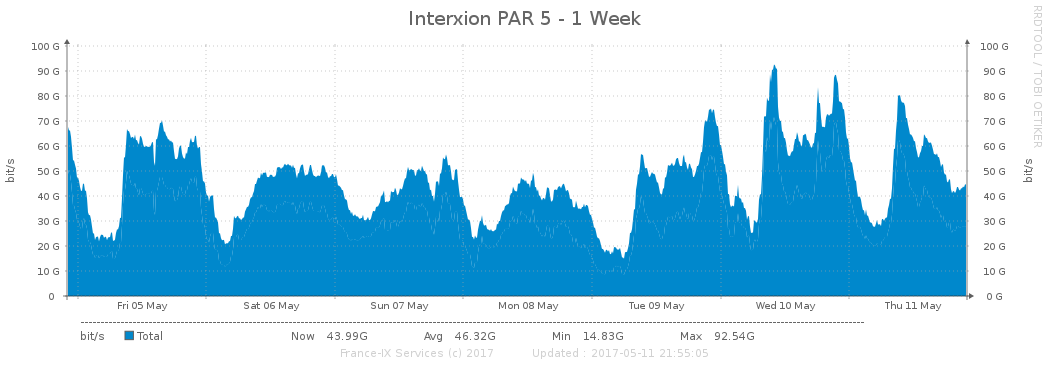 Interxion PAR 5 - 1 Week
RRDTOOL / TOBI OETIKER
bit/s
100 G 100 G
90 G 90 G
80 G 80 G
70 G 70 G
60 G 60 G
50 G 50 G
40 G 40 G
30 G 30 G
20 G 20 G
10 G 10 G
0 0 G
bit/s
Fri 05 May Sat 06 May Sun 07 May Mon 08 May Tue 09 May Wed 10 May Thu 11 May
bit/s Total Now 43.99G Avg 46.32G Min 14.83G Max 92.54G
France-IX Services (c) 2017 Updated : 2017-05-11 21:55:05